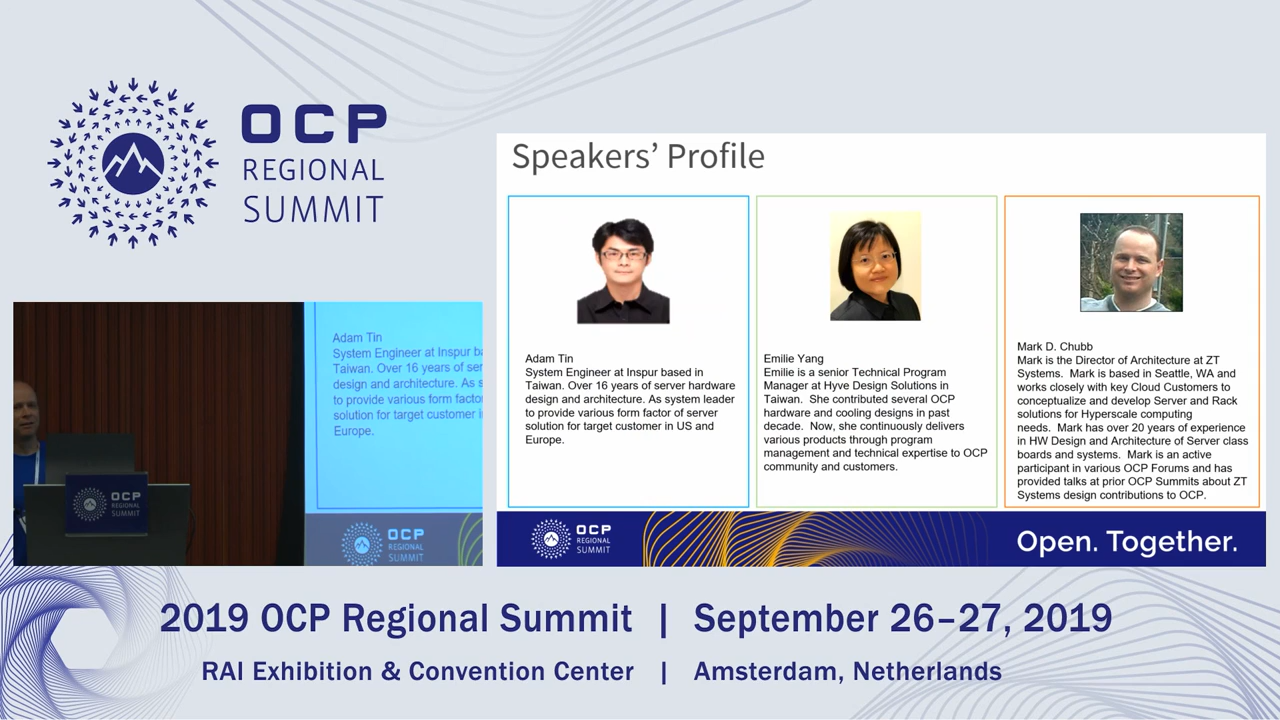 OCP
REGIONAL
SUMMIT
Speakers’ Profile
Adam Tin
System Engineer at Inspur based in
Taiwan. Over 16 years of server hardware
design and architecture. As system leader
to provide various form factor of server
solution for target customer in US and
Europe.
Emilie Yang
Emilie is a senior Technical Program
Manager at Hyve Design Solutions in
Taiwan. She contributed several OCP
hardware and cooling designs in past
decade. Now, she continuously delivers
various products through program
management and technical expertise to OCP
community and customers.
Mark D. Chubb
Mark is the Director of Architecture at ZT
Systems. Mark is based in Seattle, WA and
works closely with key Cloud Customers to
conceptualize and develop Server and Rack
solutions for Hyperscale computing
needs. Mark has over 20 years of experience
in HW Design and Architecture of Server class
boards and systems. Mark is an active
participant in various OCP Forums and has
provided talks at prior OCP Summits about ZT
Systems design contributions to OCP.
OCP
REGIONAL
SUMMIT
Open. Together.
Adam Tin
System Engineer at Inspur
Taiwan. Over 16 years of
design and architecture. As
to provide various form factor
solution for target customer
Europe.
OCP
REGIONAL
SUMMIT
OCP
REGIONAL
SUMMIT
2019 OCP Regional Summit | September 26–27, 2019
RAI Exhibition & Convention Center | Amsterdam, Netherlands